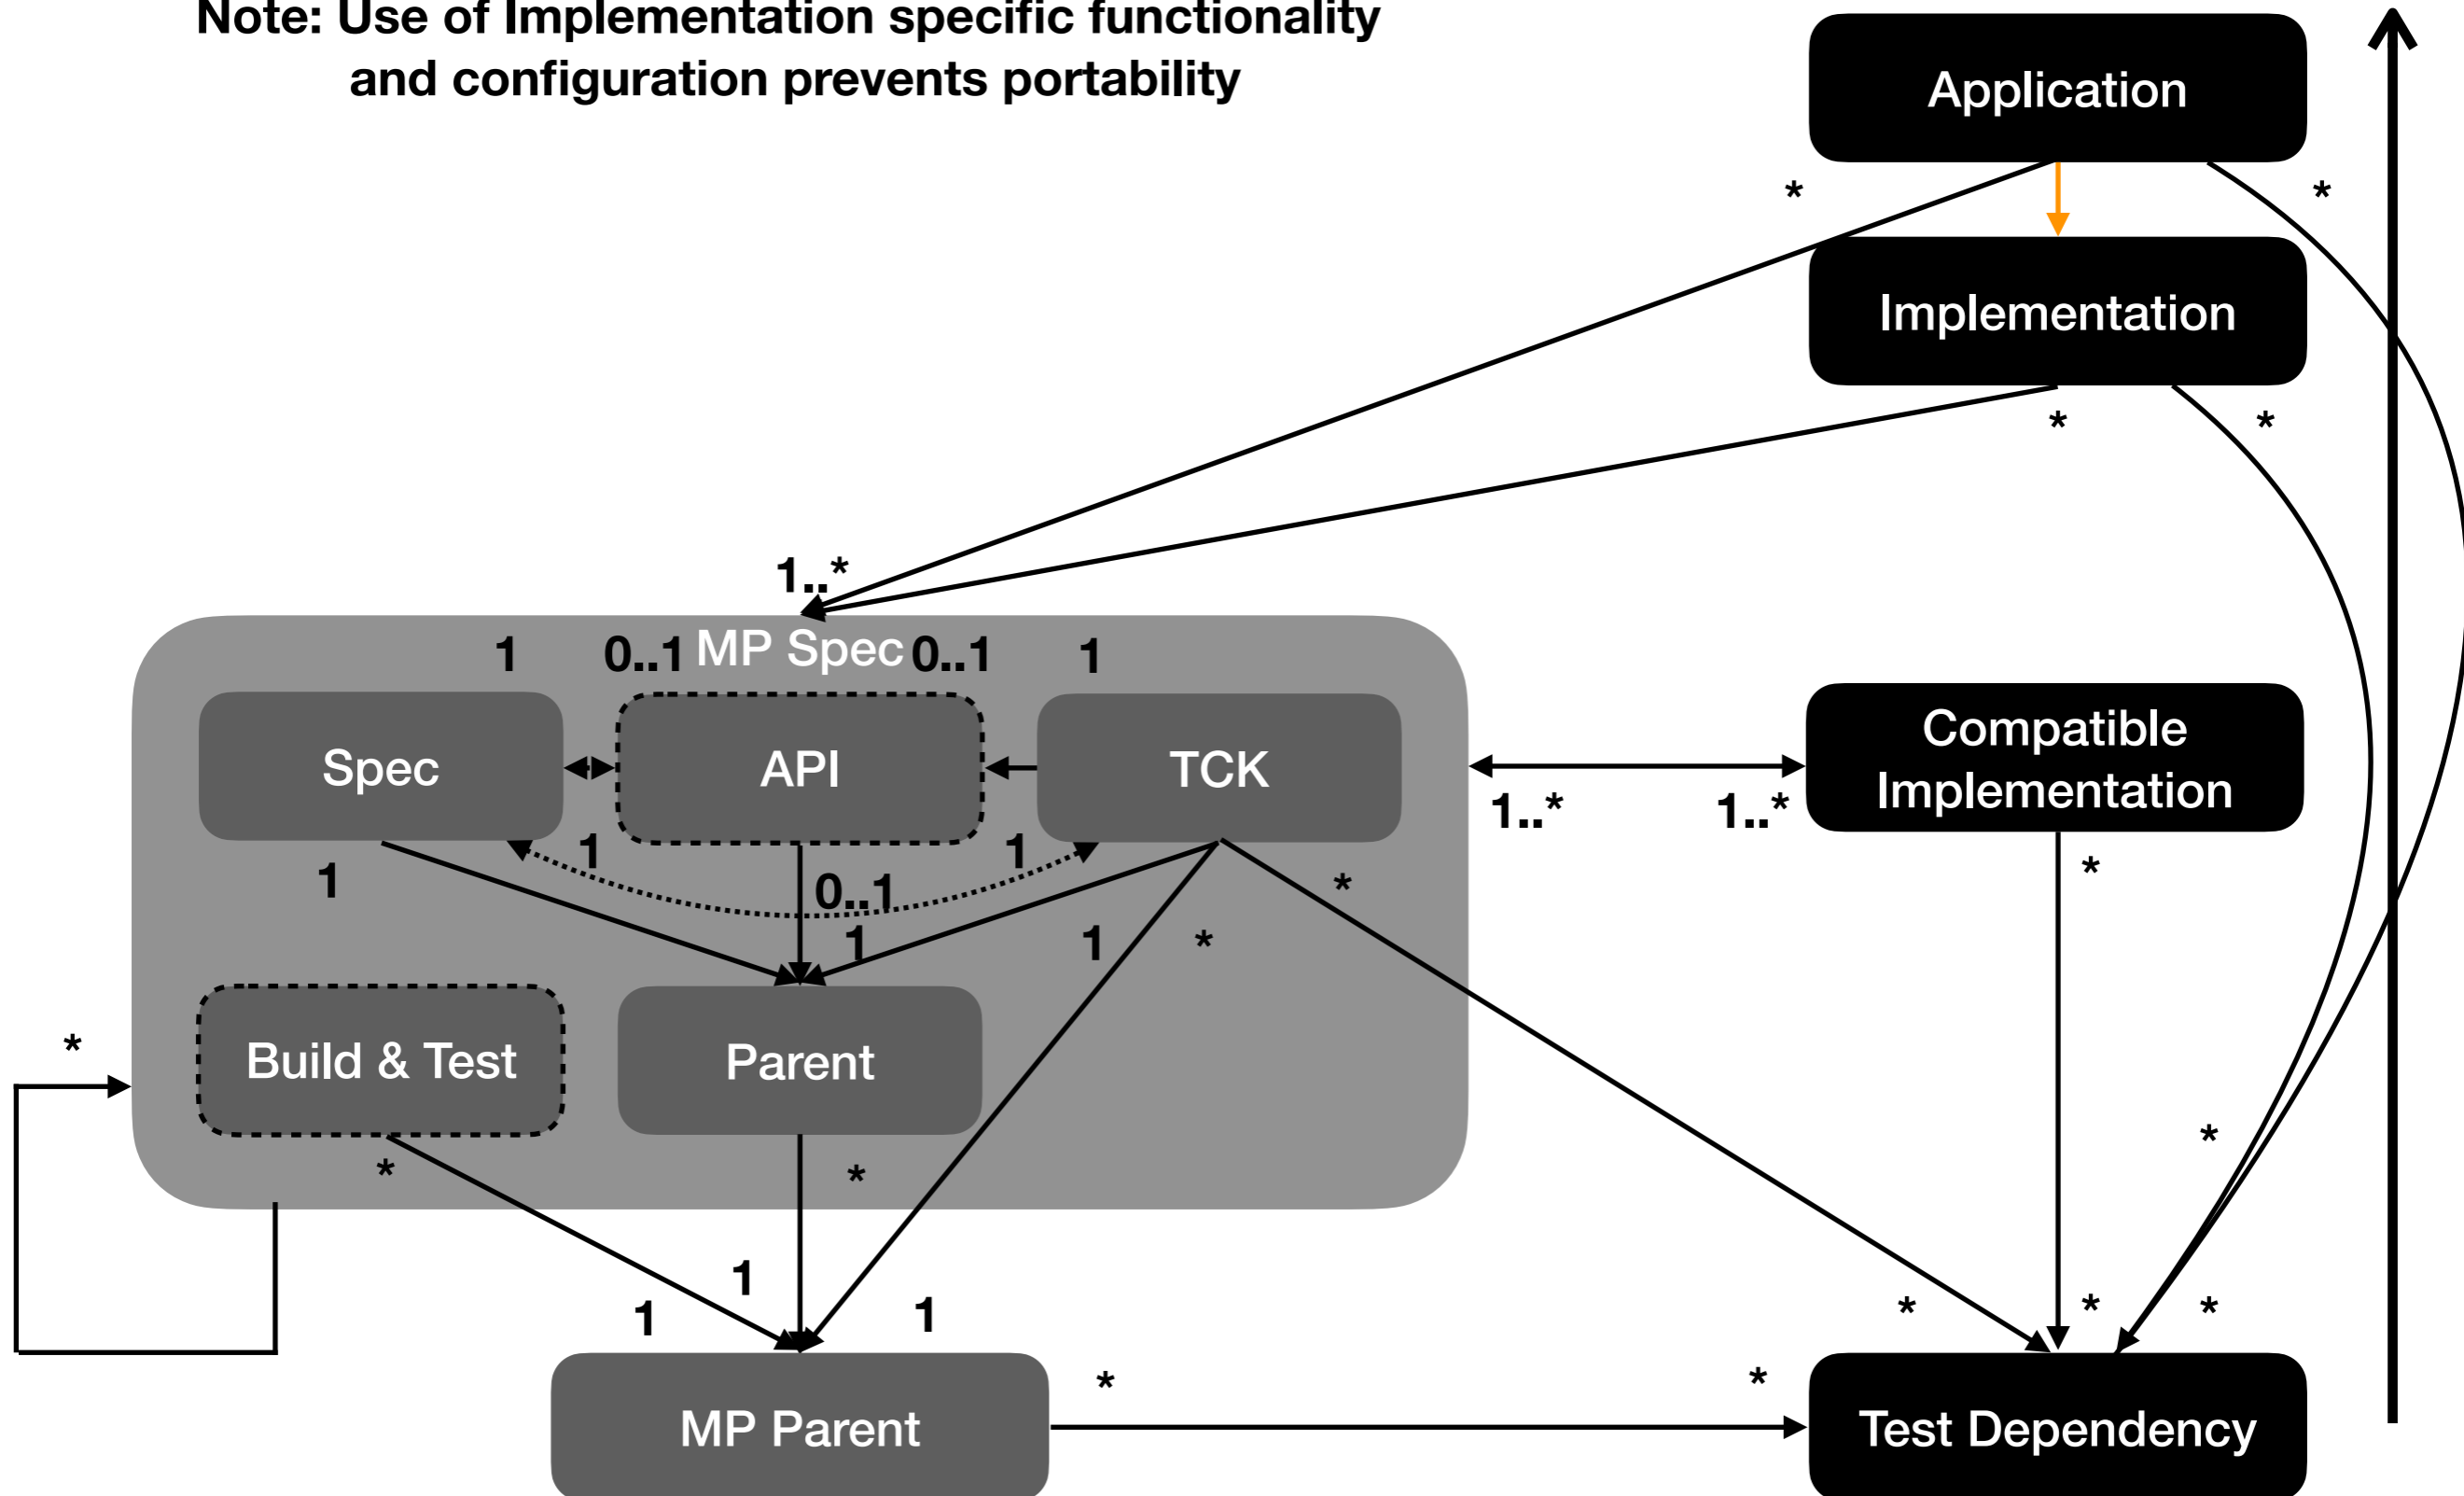 Note: Use of Implementation specific functionality
and configuration prevents portability
Application
*
*
Implementation
*
*
1..*
1
0..1
MP Spec
0..1
1
Spec
API
TCK
Compatible
Implementation
1..*
1..*
1
1
1
*
*
0..1
1
1
*
*
Build & Test
Parent
*
*
*
1
1
1
*
*
*
*
*
MP Parent
Test Dependency